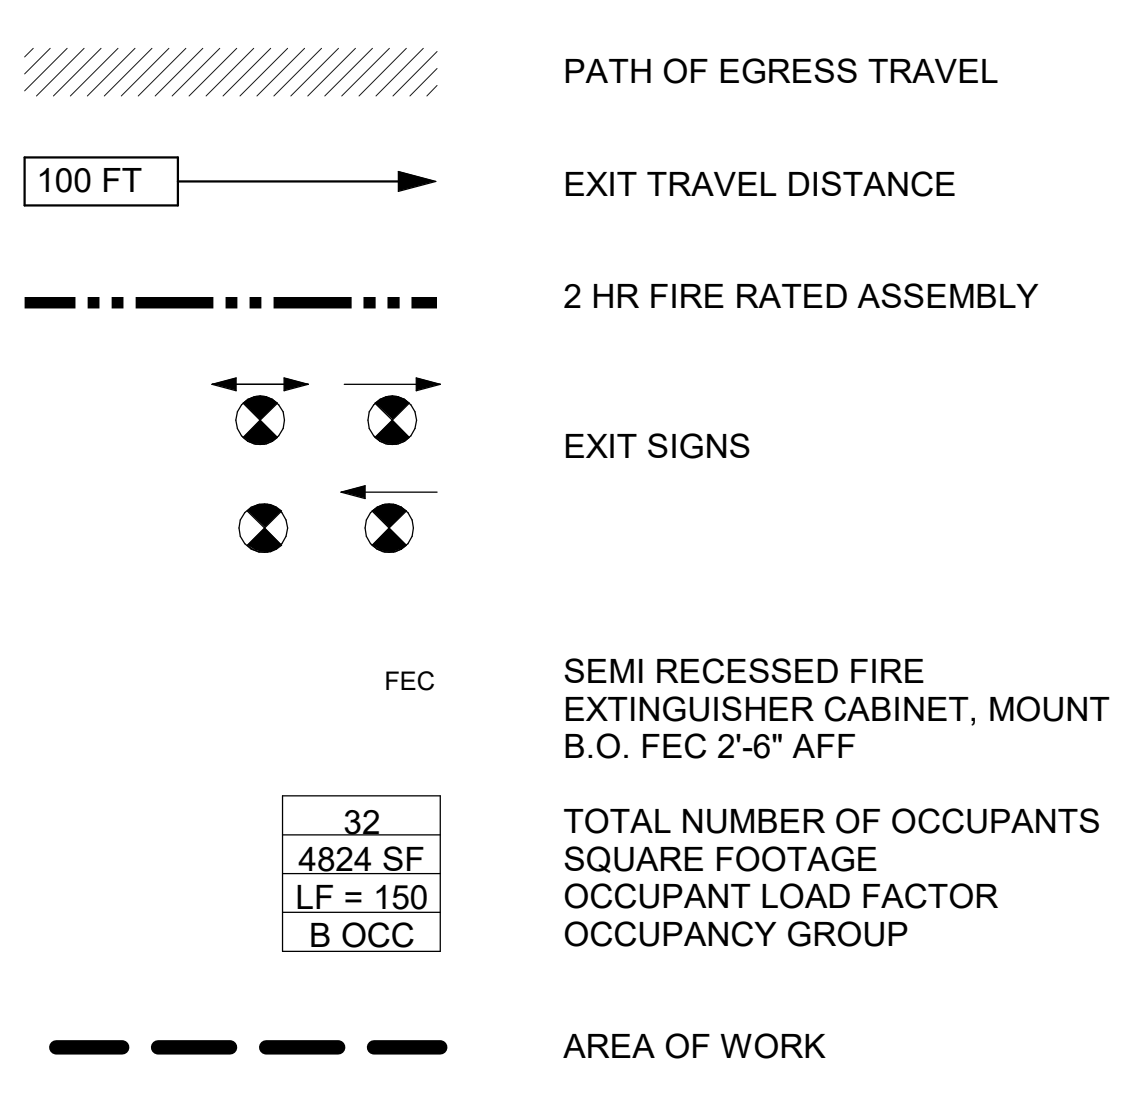 PATH OF EGRESS TRAVEL
100 FT
EXIT TRAVEL DISTANCE
2 HR FIRE RATED ASSEMBLY
EXIT SIGNS
FEC
SEMI RECESSED FIRE
EXTINGUISHER CABINET, MOUNT
B.O. FEC 2'-6" AFF
32
TOTAL NUMBER OF OCCUPANTS
4824 SF
SQUARE FOOTAGE
LF = 150
OCCUPANT LOAD FACTOR
B OCC
OCCUPANCY GROUP
AREA OF WORK